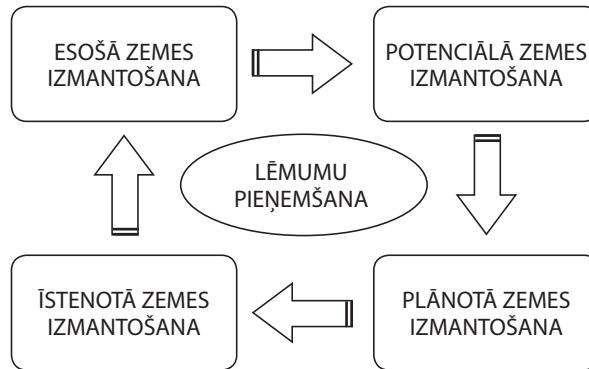 ESOŠĀ ZEMES
IZMANTOŠANA
POTENCIĀLĀ ZEMES
IZMANTOŠANA
LĒMUMU
PIEŅEMŠANA
ĪSTENOTĀ ZEMES
IZMANTOŠANA
PLĀNOTĀ ZEMES
IZMANTOŠANA